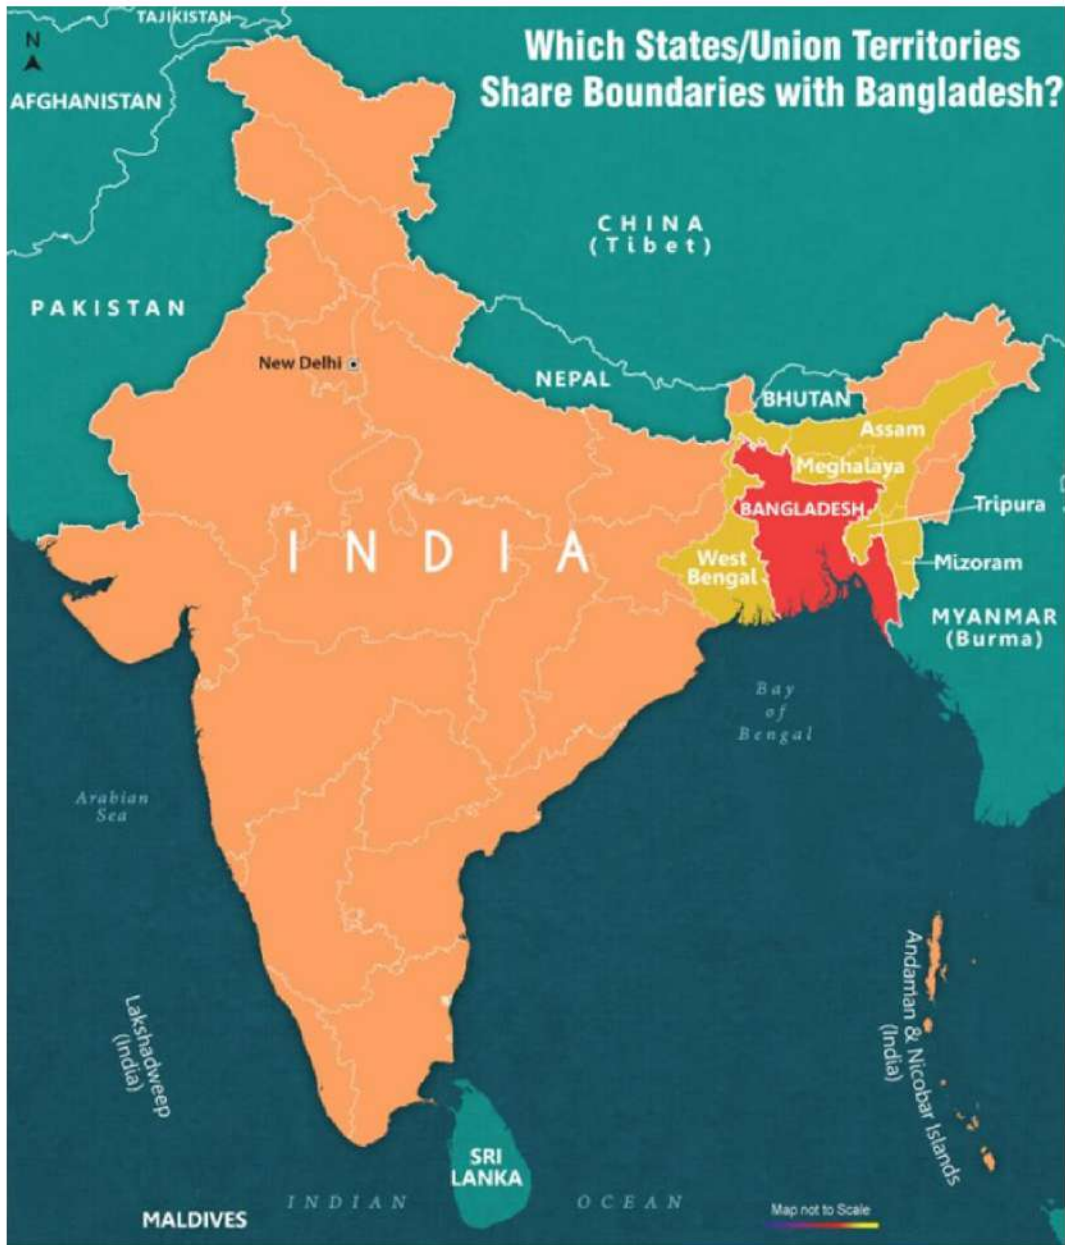 TAJIKISTAN
N
Which States/Union Territories
Share Boundaries with Bangladesh?
AFGHANISTAN
CHINA
(Tibet)
PAKISTAN
New Delhi
NEPAL
BHUTAN
Assam
Meghalaya
BANGLADESH
Tripura
INDIA
West
Bengal
Mizoram
MYANMAR
(Burma)
Bay
of
Bengal
Arabian
Sea
Lakshadweep
(India)
Andaman & Nicobar Islands
(India)
SRI
LANKA
INDIAN OCEAN
MALDIVES
Map not to Scale